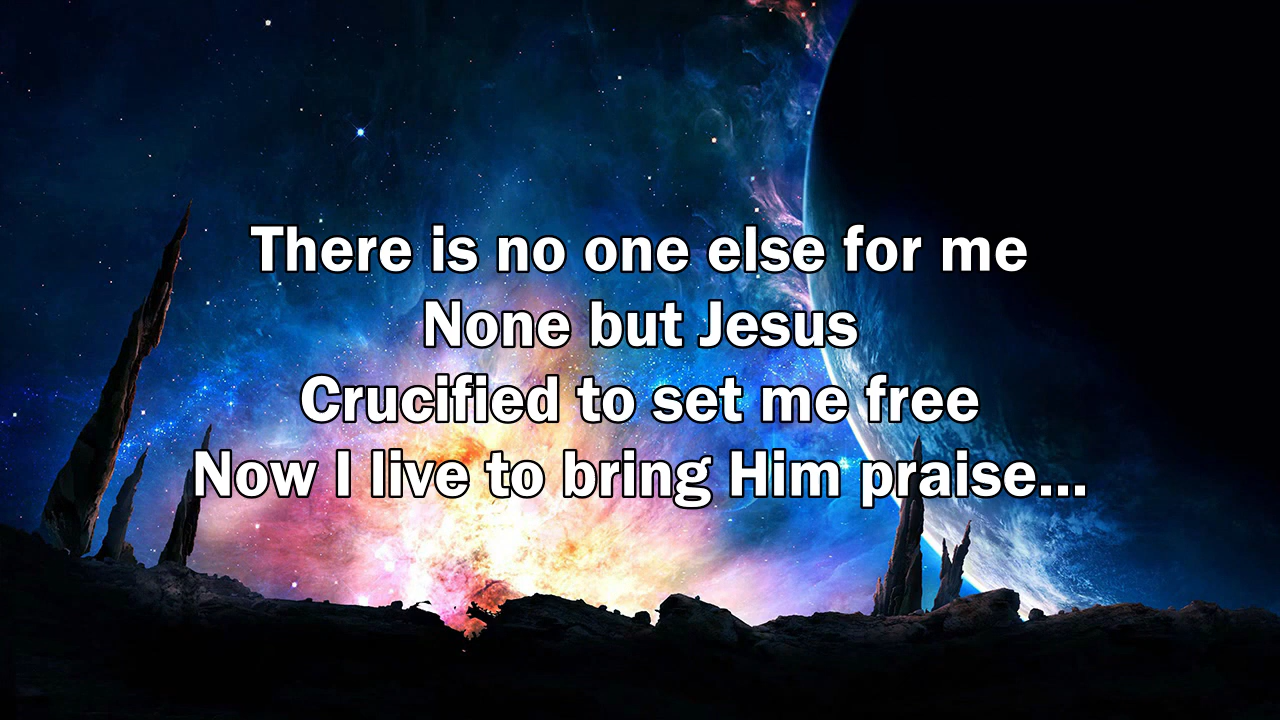 There is no one else for me
None but Jesus
Crucified to set me free
Now I live to bring Him praise...